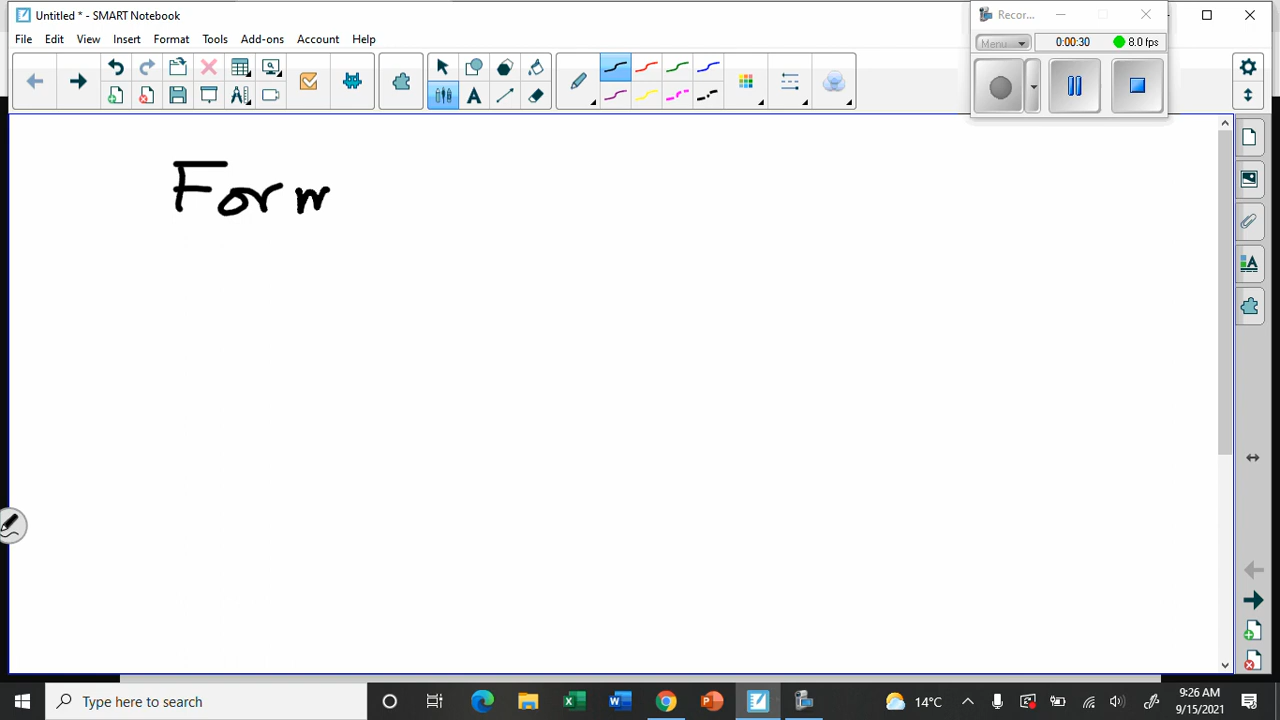 Untitled * - SMART Notebook
Recor...
File Edit View Insert Format Tools Add-ons Account Help
Menu
0:00:30
8.0 fps
A
Form
A
Type here to search
14°C
9:26 AM
9/15/2021